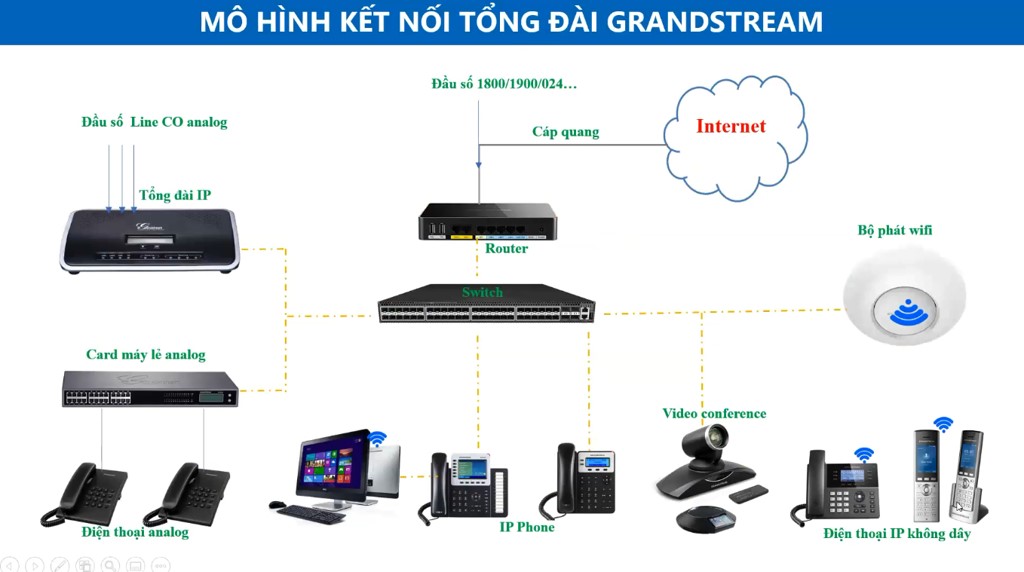 MÔ HÌNH KẾT NỐI TỔNG ĐÀI GRANDSTREAM
Đầu số 1800/1900/024…
Đầu số Line CO analog
Cáp quang
Internet
Tổng đài IP
Router
Bộ phát wifi
Switch
Card máy lẻ analog
Video conference
IP Phone
Điện thoại analog
Điện thoại IP không dây